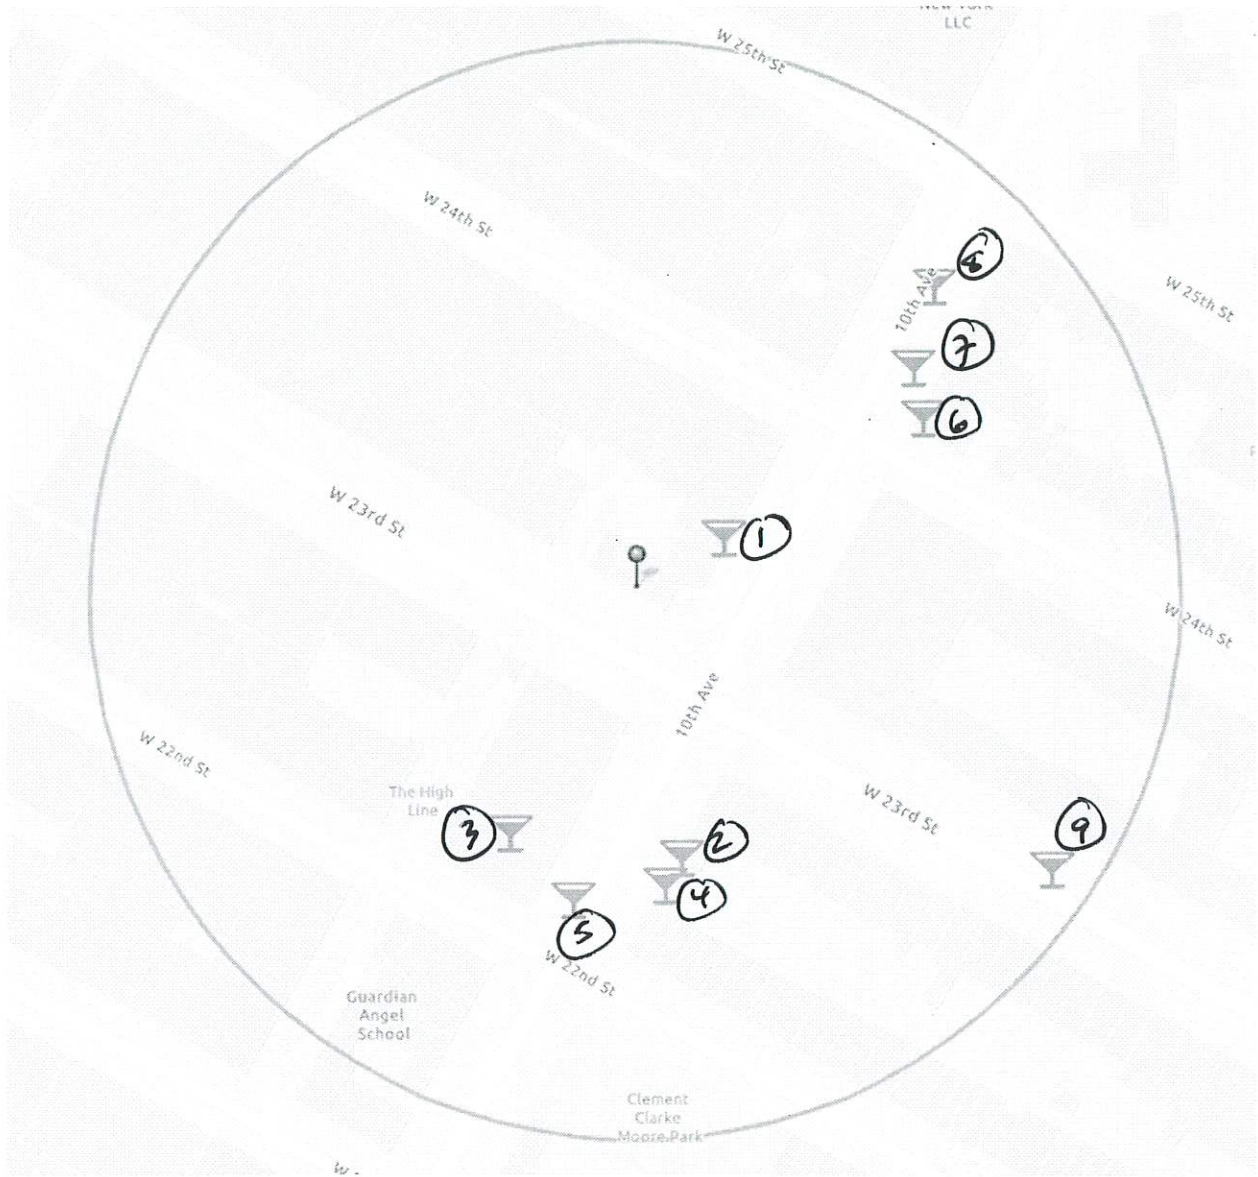 LLC
W 25th St
W 24th St
8
10th Ave
W 25th St
7
6
W 23rd St
1
W 24th St
10th Ave
W 22nd St
The High
Line
W 23rd St
9
3
2
4
5
W 22nd St
Guardian
Angel
School
Clement
Clarke
Moore Park
W